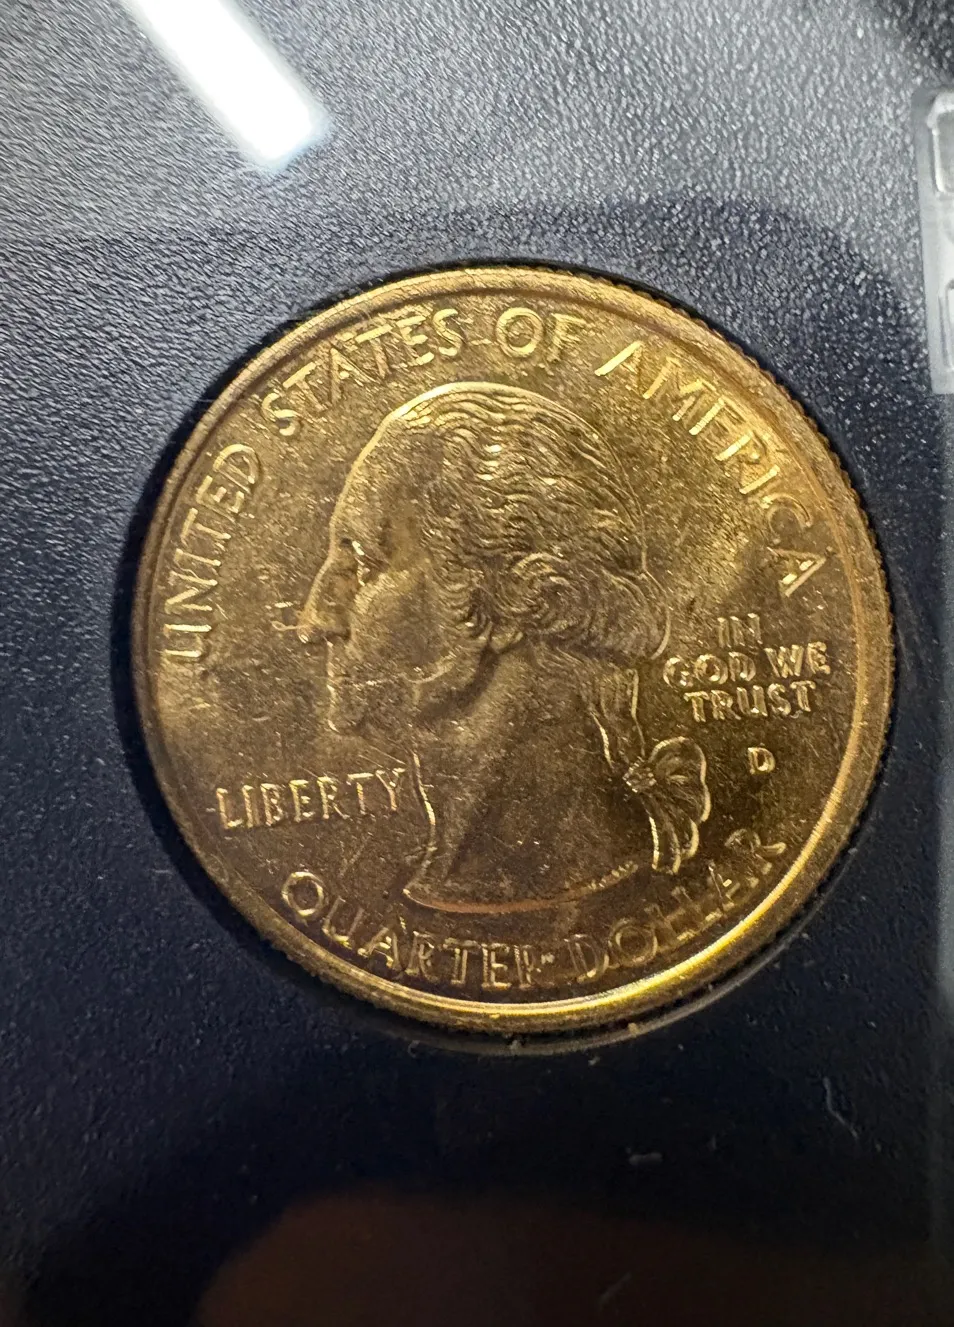 UNITED STATES OF AMERICA
IN
GOD WE
TRUST
D
LIBERTY
QUARTER DOLLAR